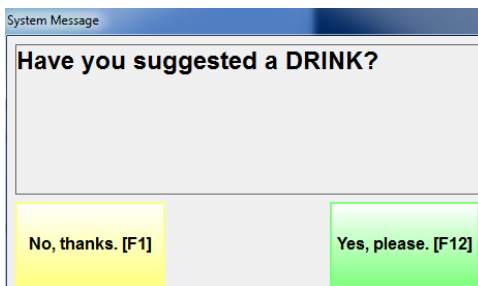 System Message
Have you suggested a DRINK?
No, thanks. [F1]
Yes, please. [F12]